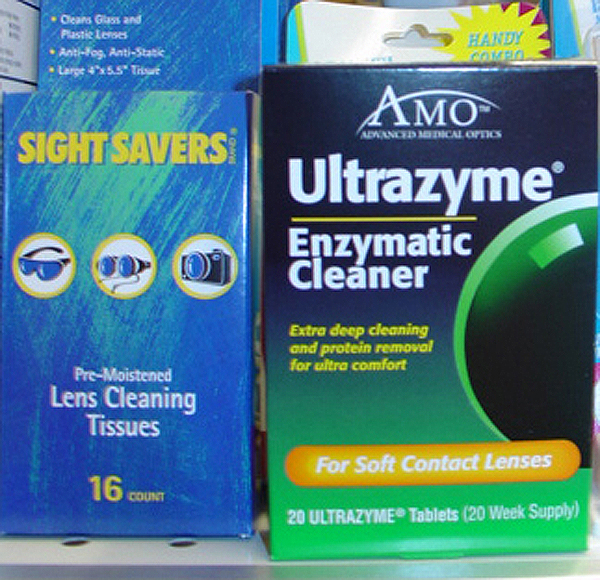 • Cleans Glass and
Plastic Lenses
• Anti-Fog, Anti-Static
• Large 4"x 5.5" Tissue
HANDY
COMBO
SIGHT SAVERS BRAND ®
Pre-Moistened
Lens Cleaning
Tissues
16 COUNT
AMO™
ADVANCED MEDICAL OPTICS
Ultrazyme®
Enzymatic
Cleaner
Extra deep cleaning
and protein removal
for ultra comfort
For Soft Contact Lenses
20 ULTRAZYME® Tablets (20 Week Supply)